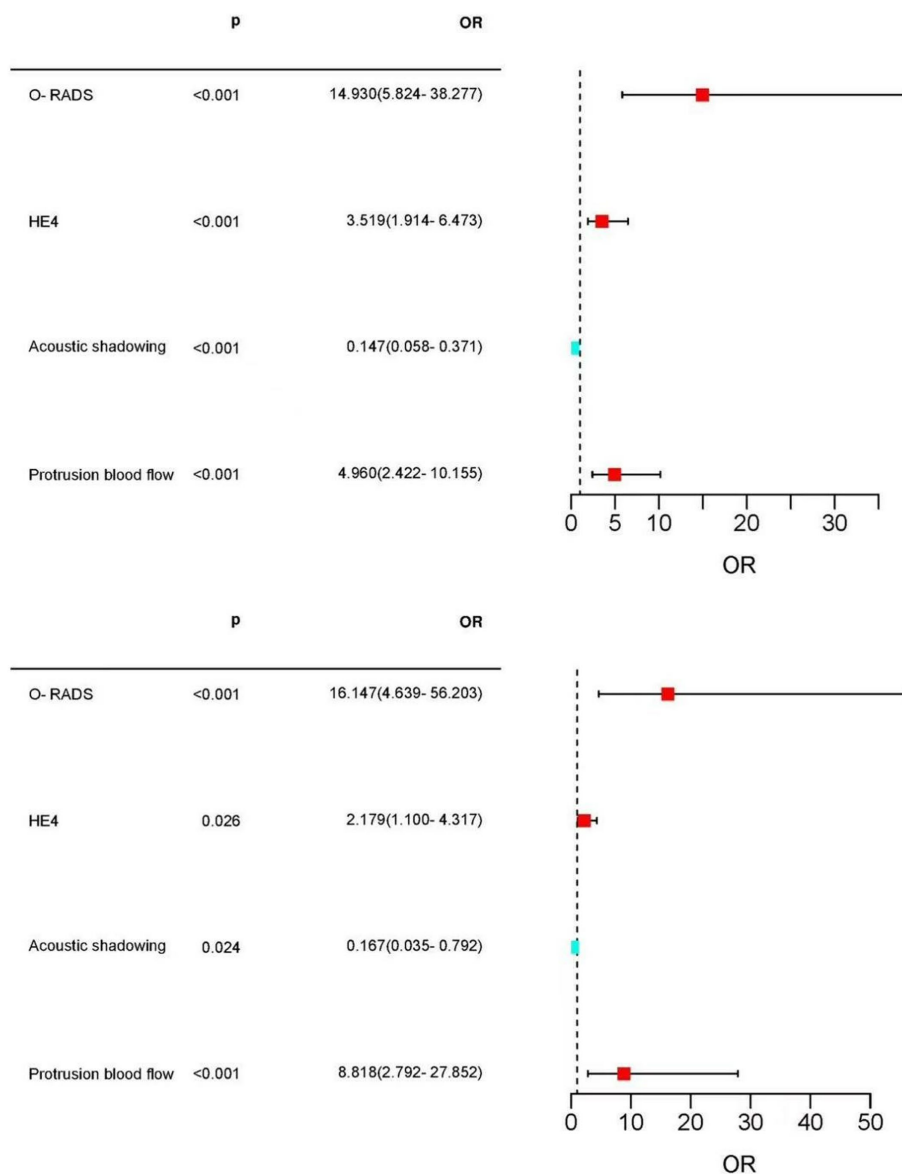 p OR
O- RADS <0.001 14.930(5.824- 38.277)
HE4 <0.001 3.519(1.914- 6.473)
Acoustic shadowing <0.001 0.147(0.058- 0.371)
Protrusion blood flow <0.001 4.960(2.422- 10.155)
0 5 10 20 30
OR
p OR
O- RADS <0.001 16.147(4.639- 56.203)
HE4 0.026 2.179(1.100- 4.317)
Acoustic shadowing 0.024 0.167(0.035- 0.792)
Protrusion blood flow <0.001 8.818(2.792- 27.852)
0 10 20 30 40 50
OR